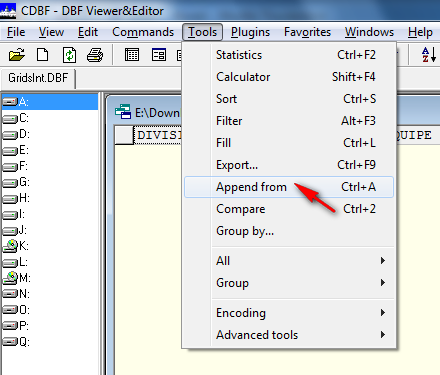 CDBF - DBF Viewer&Editor
File View Edit Commands Tools Plugins Favorites Windows Help
GridsInt.DBF
A:
C:
D:
E:
F:
G:
H:
I:
J:
K:
L:
M:
N:
O:
P:
Q:
E:\Down
DIVISI
EQUIPE
Statistics Ctrl+F2
Calculator Shift+F4
Sort Ctrl+S
Filter Alt+F3
Fill Ctrl+L
Export... Ctrl+F9
Append from Ctrl+A
Compare Ctrl+2
Group by...
All
Group
Encoding
Advanced tools